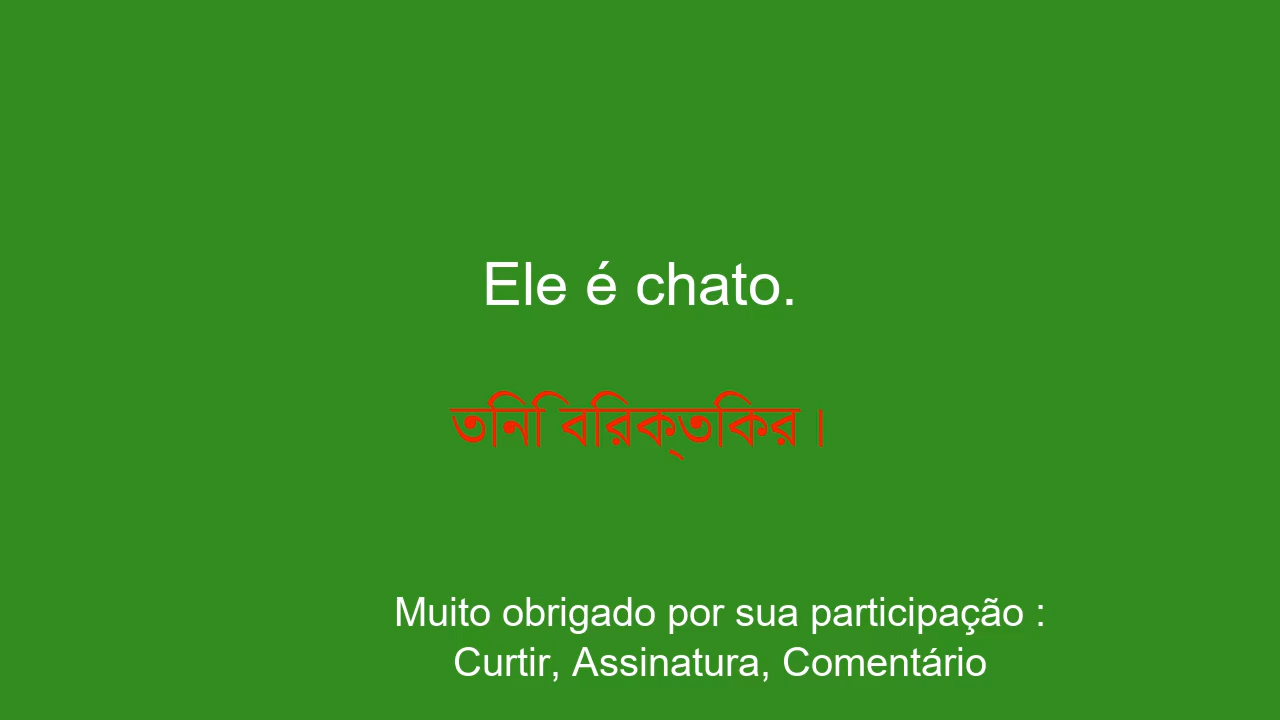 Ele é chato.
তিনি বিরক্তিকর।
Muito obrigado por sua participação :
Curtir, Assinatura, Comentário